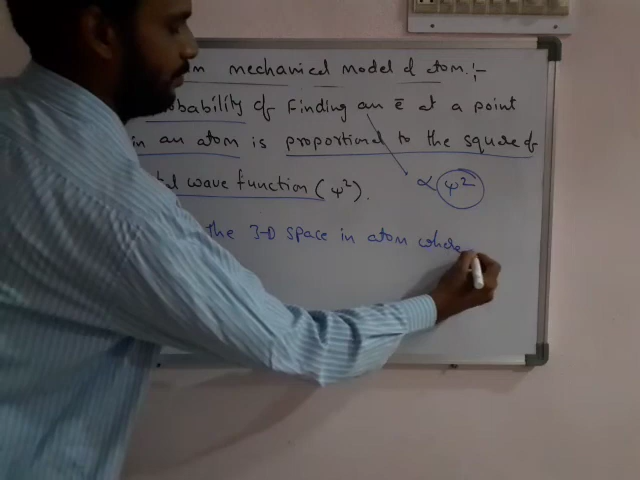 mechanical model of atom:-
obability of Finding an ē at a point
in an atom is proportional to the square of
wave function (ψ²).
∝ ψ²
the 3-D space in atom where